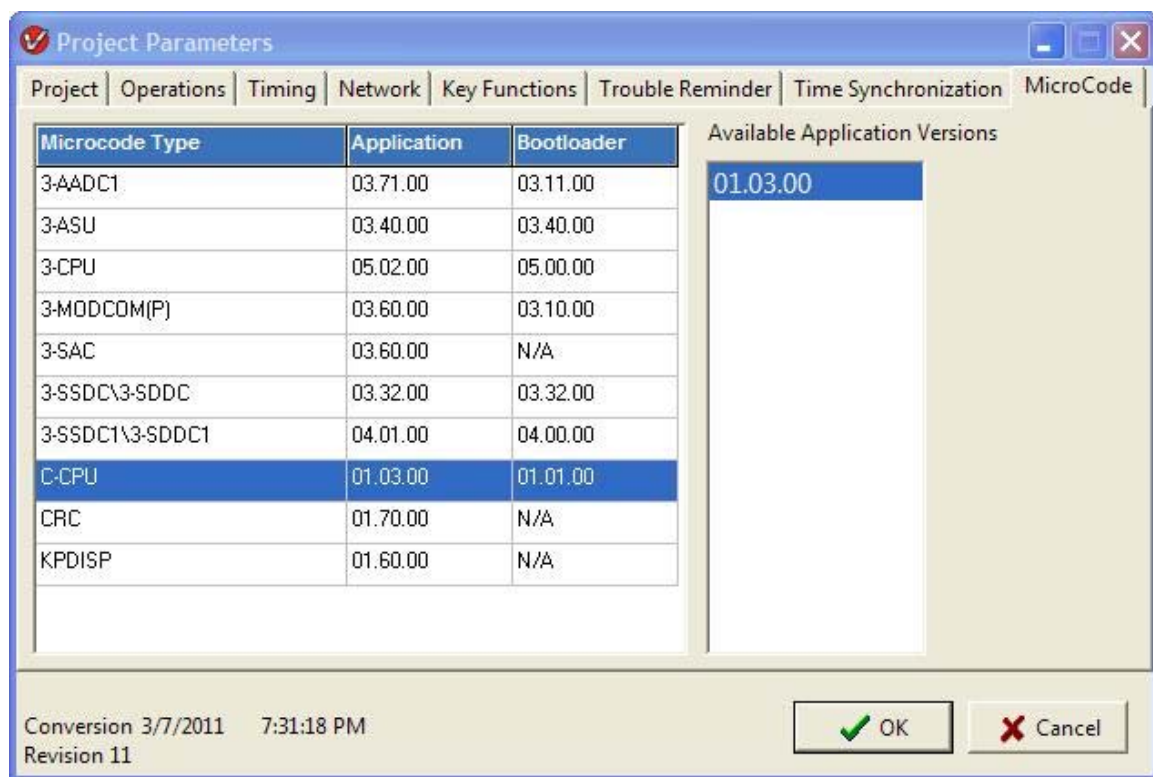 Project Parameters
Project Operations Timing Network Key Functions Trouble Reminder Time Synchronization MicroCode
Microcode Type Application Bootloader
3-AADC1 03.71.00 03.11.00
3-ASU 03.40.00 03.40.00
3-CPU 05.02.00 05.00.00
3-MODCOM(P) 03.60.00 03.10.00
3-SAC 03.60.00 N/A
3-SSDC\3-SDDC 03.32.00 03.32.00
3-SSDC1\3-SDDC1 04.01.00 04.00.00
C-CPU 01.03.00 01.01.00
CRC 01.70.00 N/A
KPDISP 01.60.00 N/A
Available Application Versions
01.03.00
Conversion 3/7/2011 7:31:18 PM
Revision 11
OK
Cancel